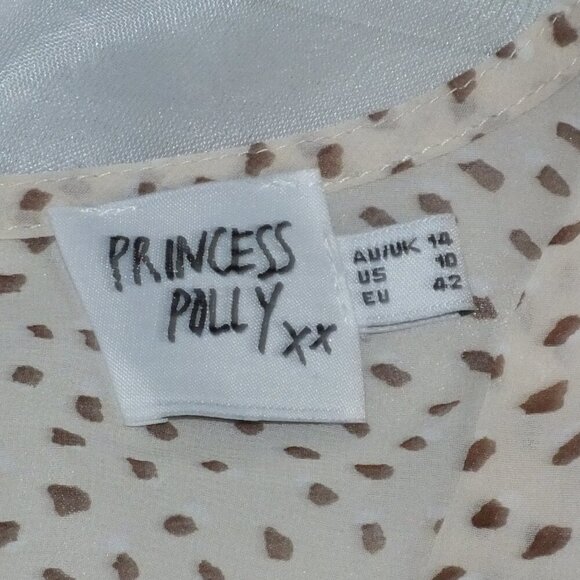 PRINCESS
POLLY xx
AU/UK 14
US 10
EU 42